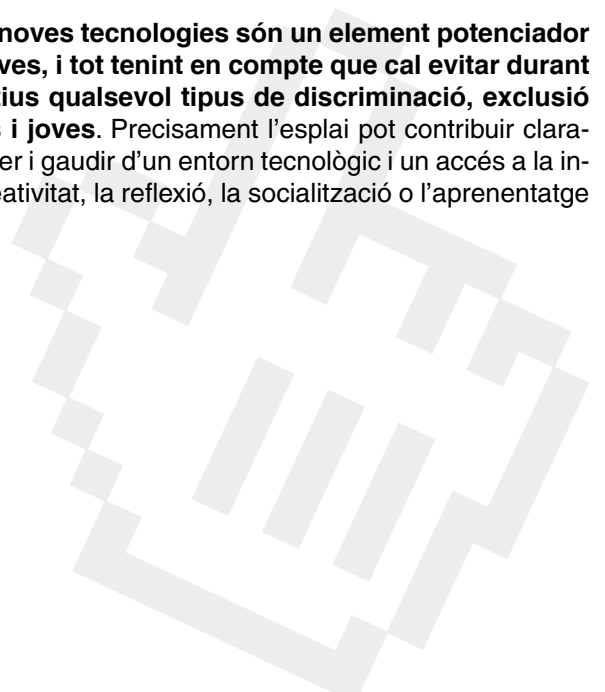 noves tecnologies són un element potenciador
ves, i tot tenint en compte que cal evitar durant
tius qualsevol tipus de discriminació, exclusió
s i joves. Precisament l’esplai pot contribuir clara-
er i gaudir d’un entorn tecnològic i un accés a la in-
eativitat, la reflexió, la socialització o l’aprenentatge